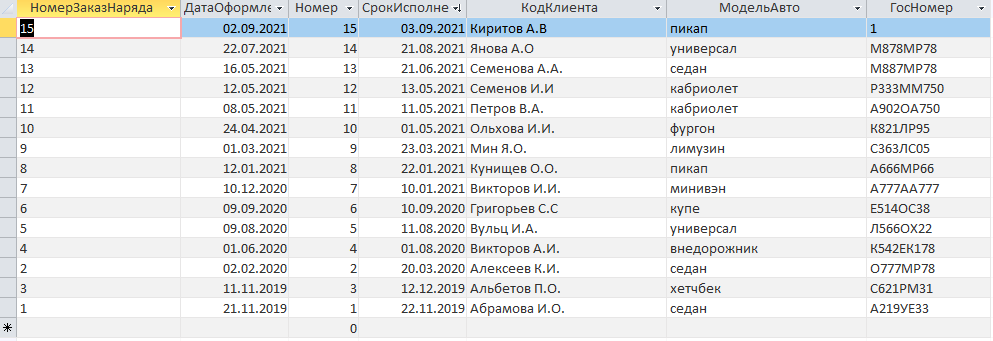 НомерЗаказНаряда ДатаОформле Номер СрокИсполне КодКлиента МодельАвто ГосНомер
15 02.09.2021 15 03.09.2021 Киритов А.В пикап 1
14 22.07.2021 14 21.08.2021 Янова А.О универсал М878МР78
13 16.05.2021 13 21.06.2021 Семенова А.А. седан М887МР78
12 12.05.2021 12 13.05.2021 Семенов И.И кабриолет Р333ММ750
11 08.05.2021 11 11.05.2021 Петров В.А. кабриолет А902ОА750
10 24.04.2021 10 01.05.2021 Ольхова И.И. фургон К821ЛР95
9 01.03.2021 9 23.03.2021 Мин Я.О. лимузин С363ЛС05
8 12.01.2021 8 22.01.2021 Кунищев О.О. пикап А666МР66
7 10.12.2020 7 10.01.2021 Викторов И.И. минивэн А777АА777
6 09.09.2020 6 10.09.2020 Григорьев С.С купе Е514ОС38
5 09.08.2020 5 11.08.2020 Вульц И.А. универсал Л566ОХ22
4 01.06.2020 4 01.08.2020 Викторов А.И. внедорожник К542ЕК178
2 02.02.2020 2 20.03.2020 Алексеев К.И. седан О777МР78
3 11.11.2019 3 12.12.2019 Альбетов П.О. хетчбек С621РМ31
1 21.11.2019 1 22.11.2019 Абрамова И.О. седан А219УЕ33
0